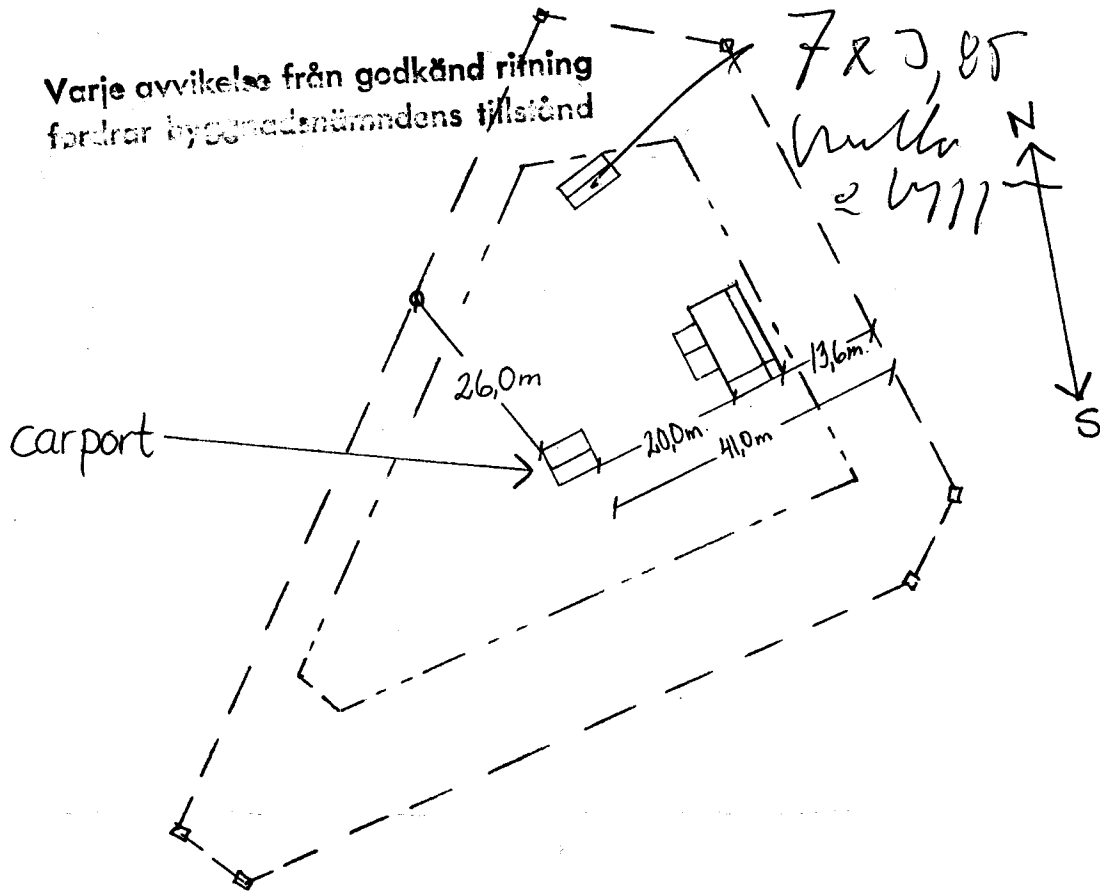 Varje avvikelse från godkänd ritning
fordrar byggnadsnämndens tillstånd
7 x 3,85
N
S
26,0m
13,6m.
20,0m.
41,0m
carport